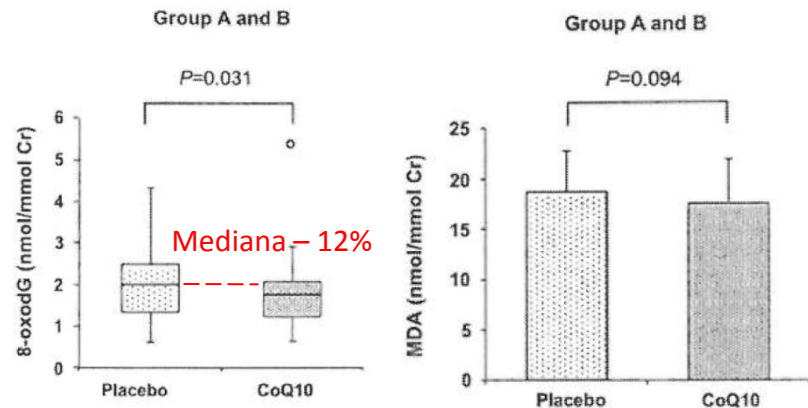 Group A and B
P=0.031
8-oxodG (nmol/mmol Cr)
6
5
4
3
2
1
0
Mediana – 12%
Placebo
CoQ10
Group A and B
P=0.094
MDA (nmol/mmol Cr)
25
20
15
10
5
0
Placebo
CoQ10